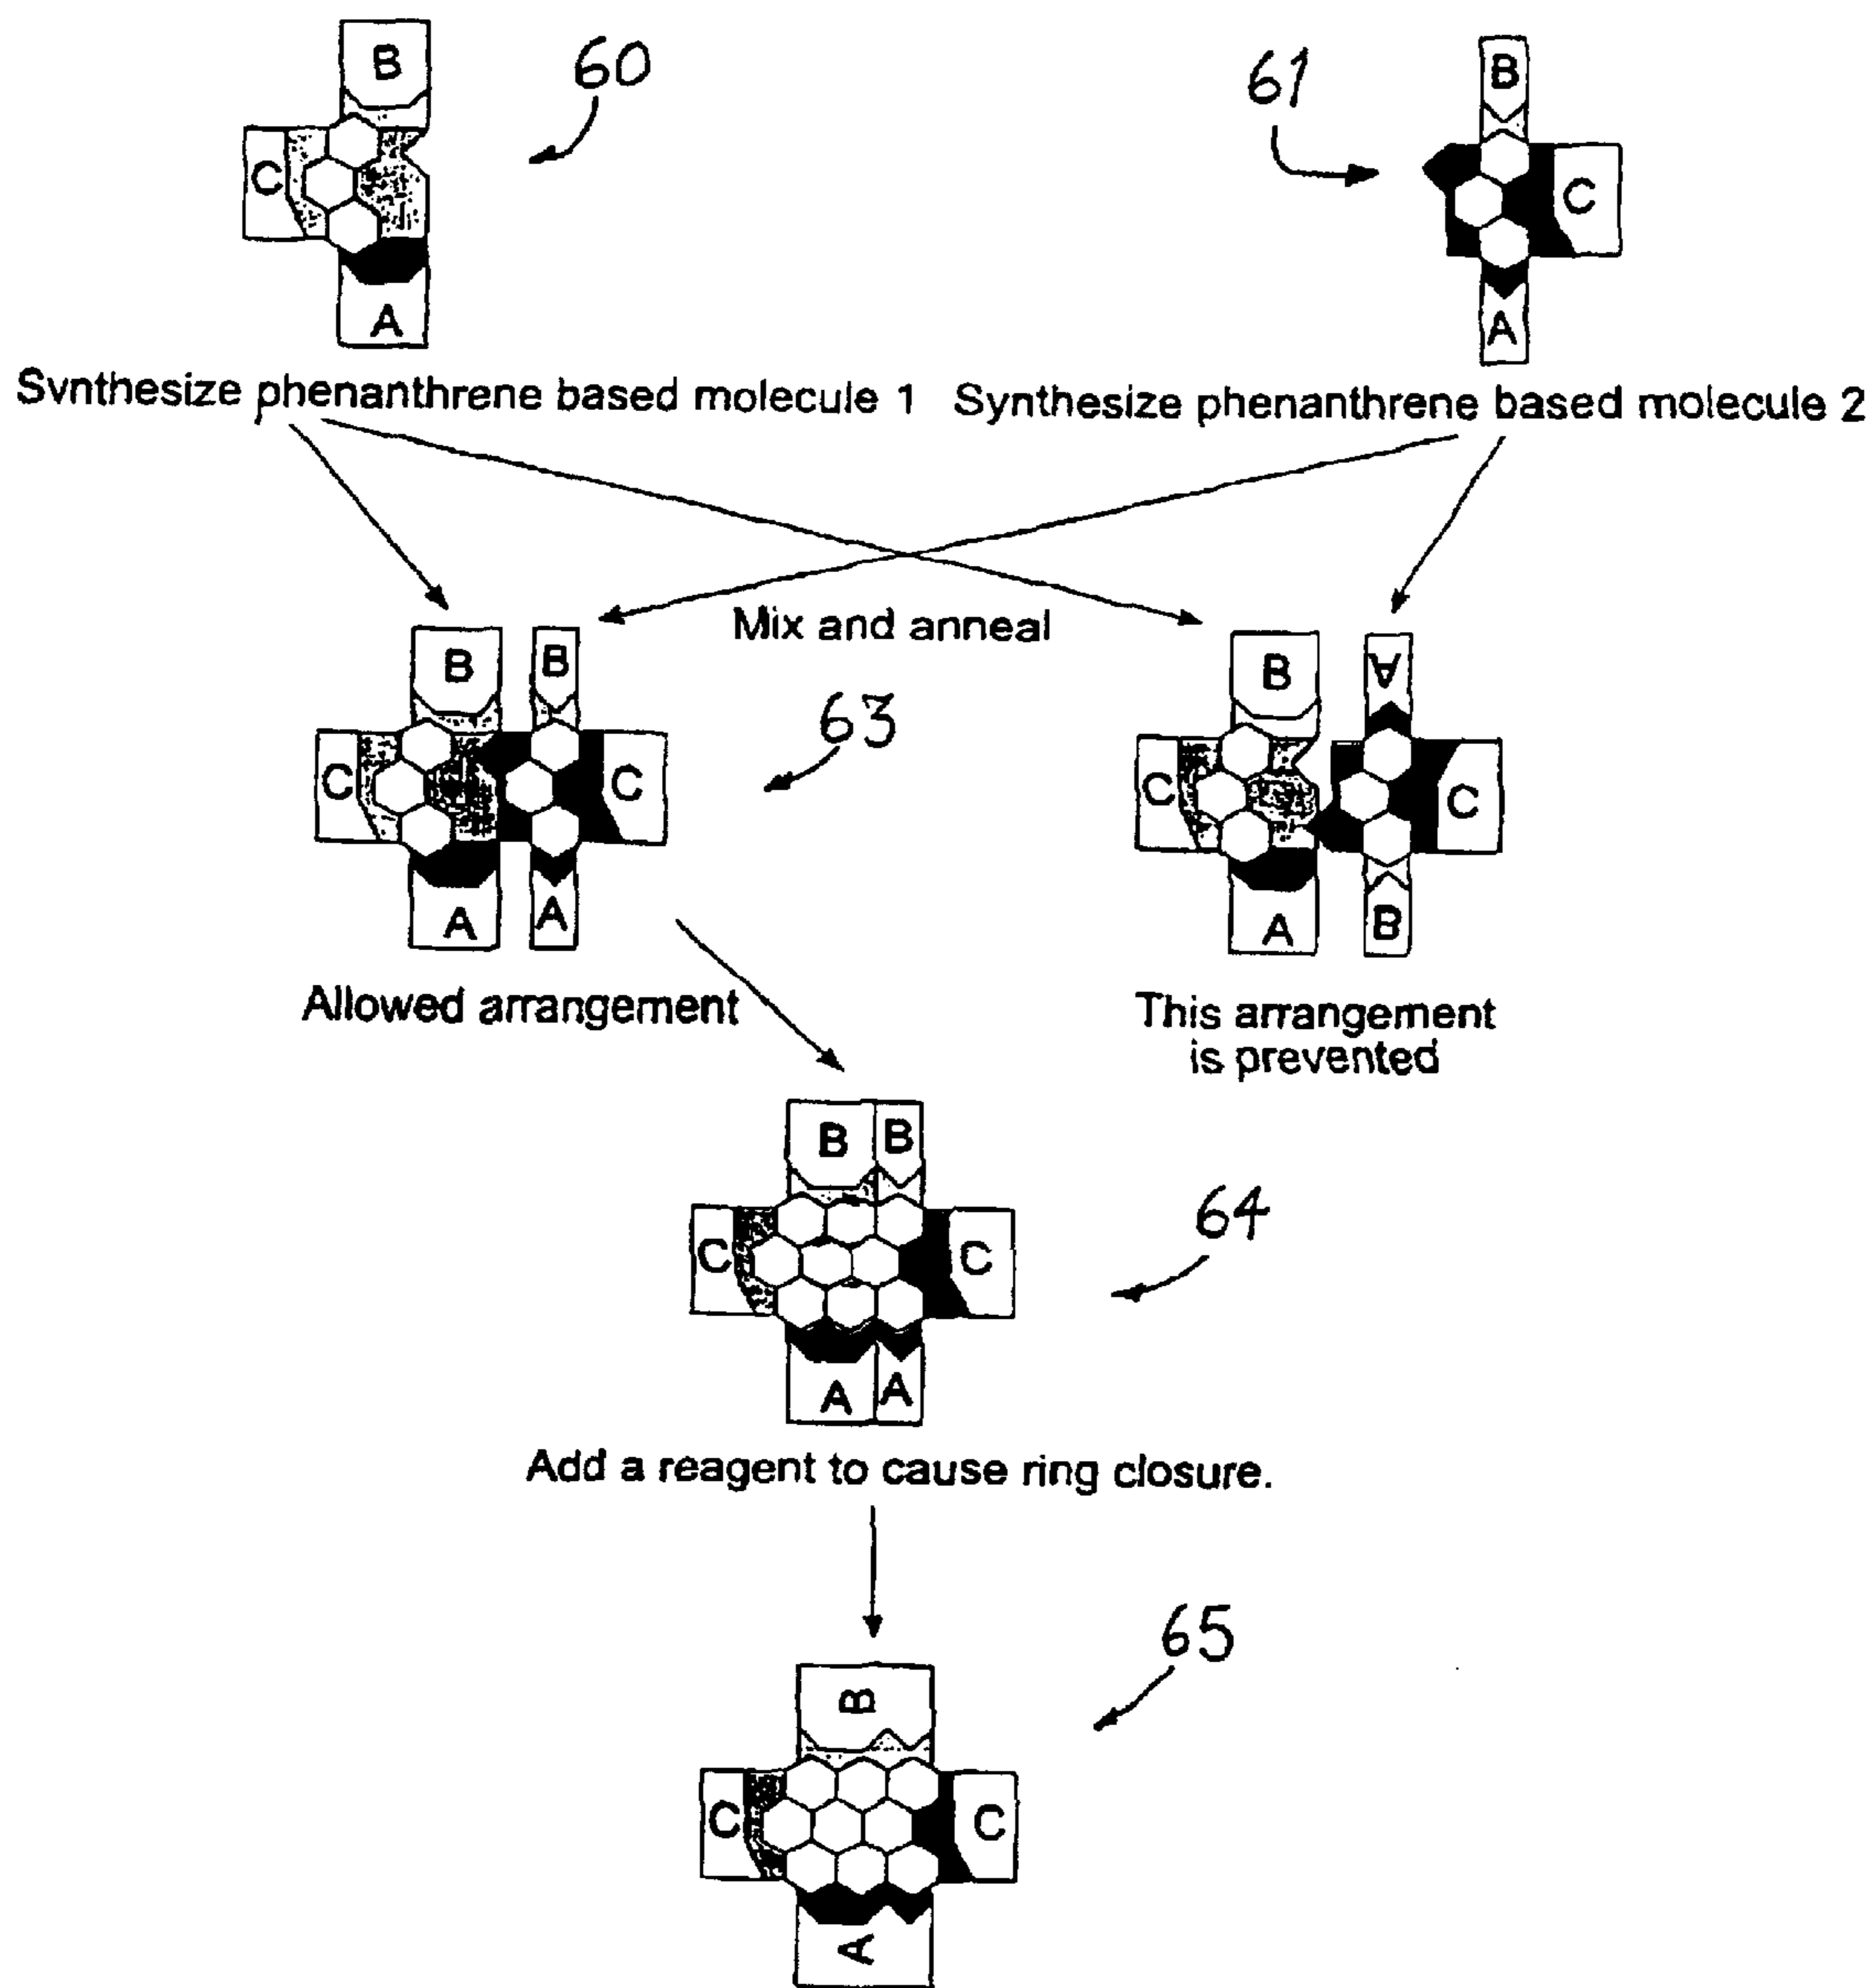 B
60
61
B
C
C
A
A
Svnthesize phenanthrene based molecule 1
Synthesize phenanthrene based molecule 2
Mix and anneal
B
B
63
B
A
C
C
C
C
A
A
A
B
Allowed arrangement
This arrangement
is prevented
B
B
64
C
C
A
A
Add a reagent to cause ring closure.
65
B
C
C
A